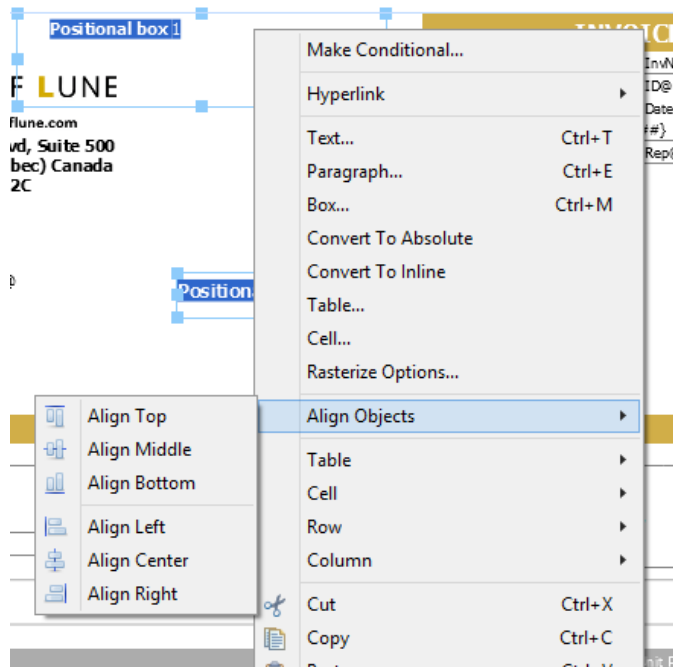 Positional box 1
INVOICE
F LUNE
flune.com
vd, Suite 500
bec) Canada
2C
InvN
ID@
Date
##}
Rep@
Position
Make Conditional...
Hyperlink
Text... Ctrl+T
Paragraph... Ctrl+E
Box... Ctrl+M
Convert To Absolute
Convert To Inline
Table...
Cell...
Rasterize Options...
Align Objects
Align Top
Align Middle
Align Bottom
Align Left
Align Center
Align Right
Table
Cell
Row
Column
Cut Ctrl+X
Copy Ctrl+C